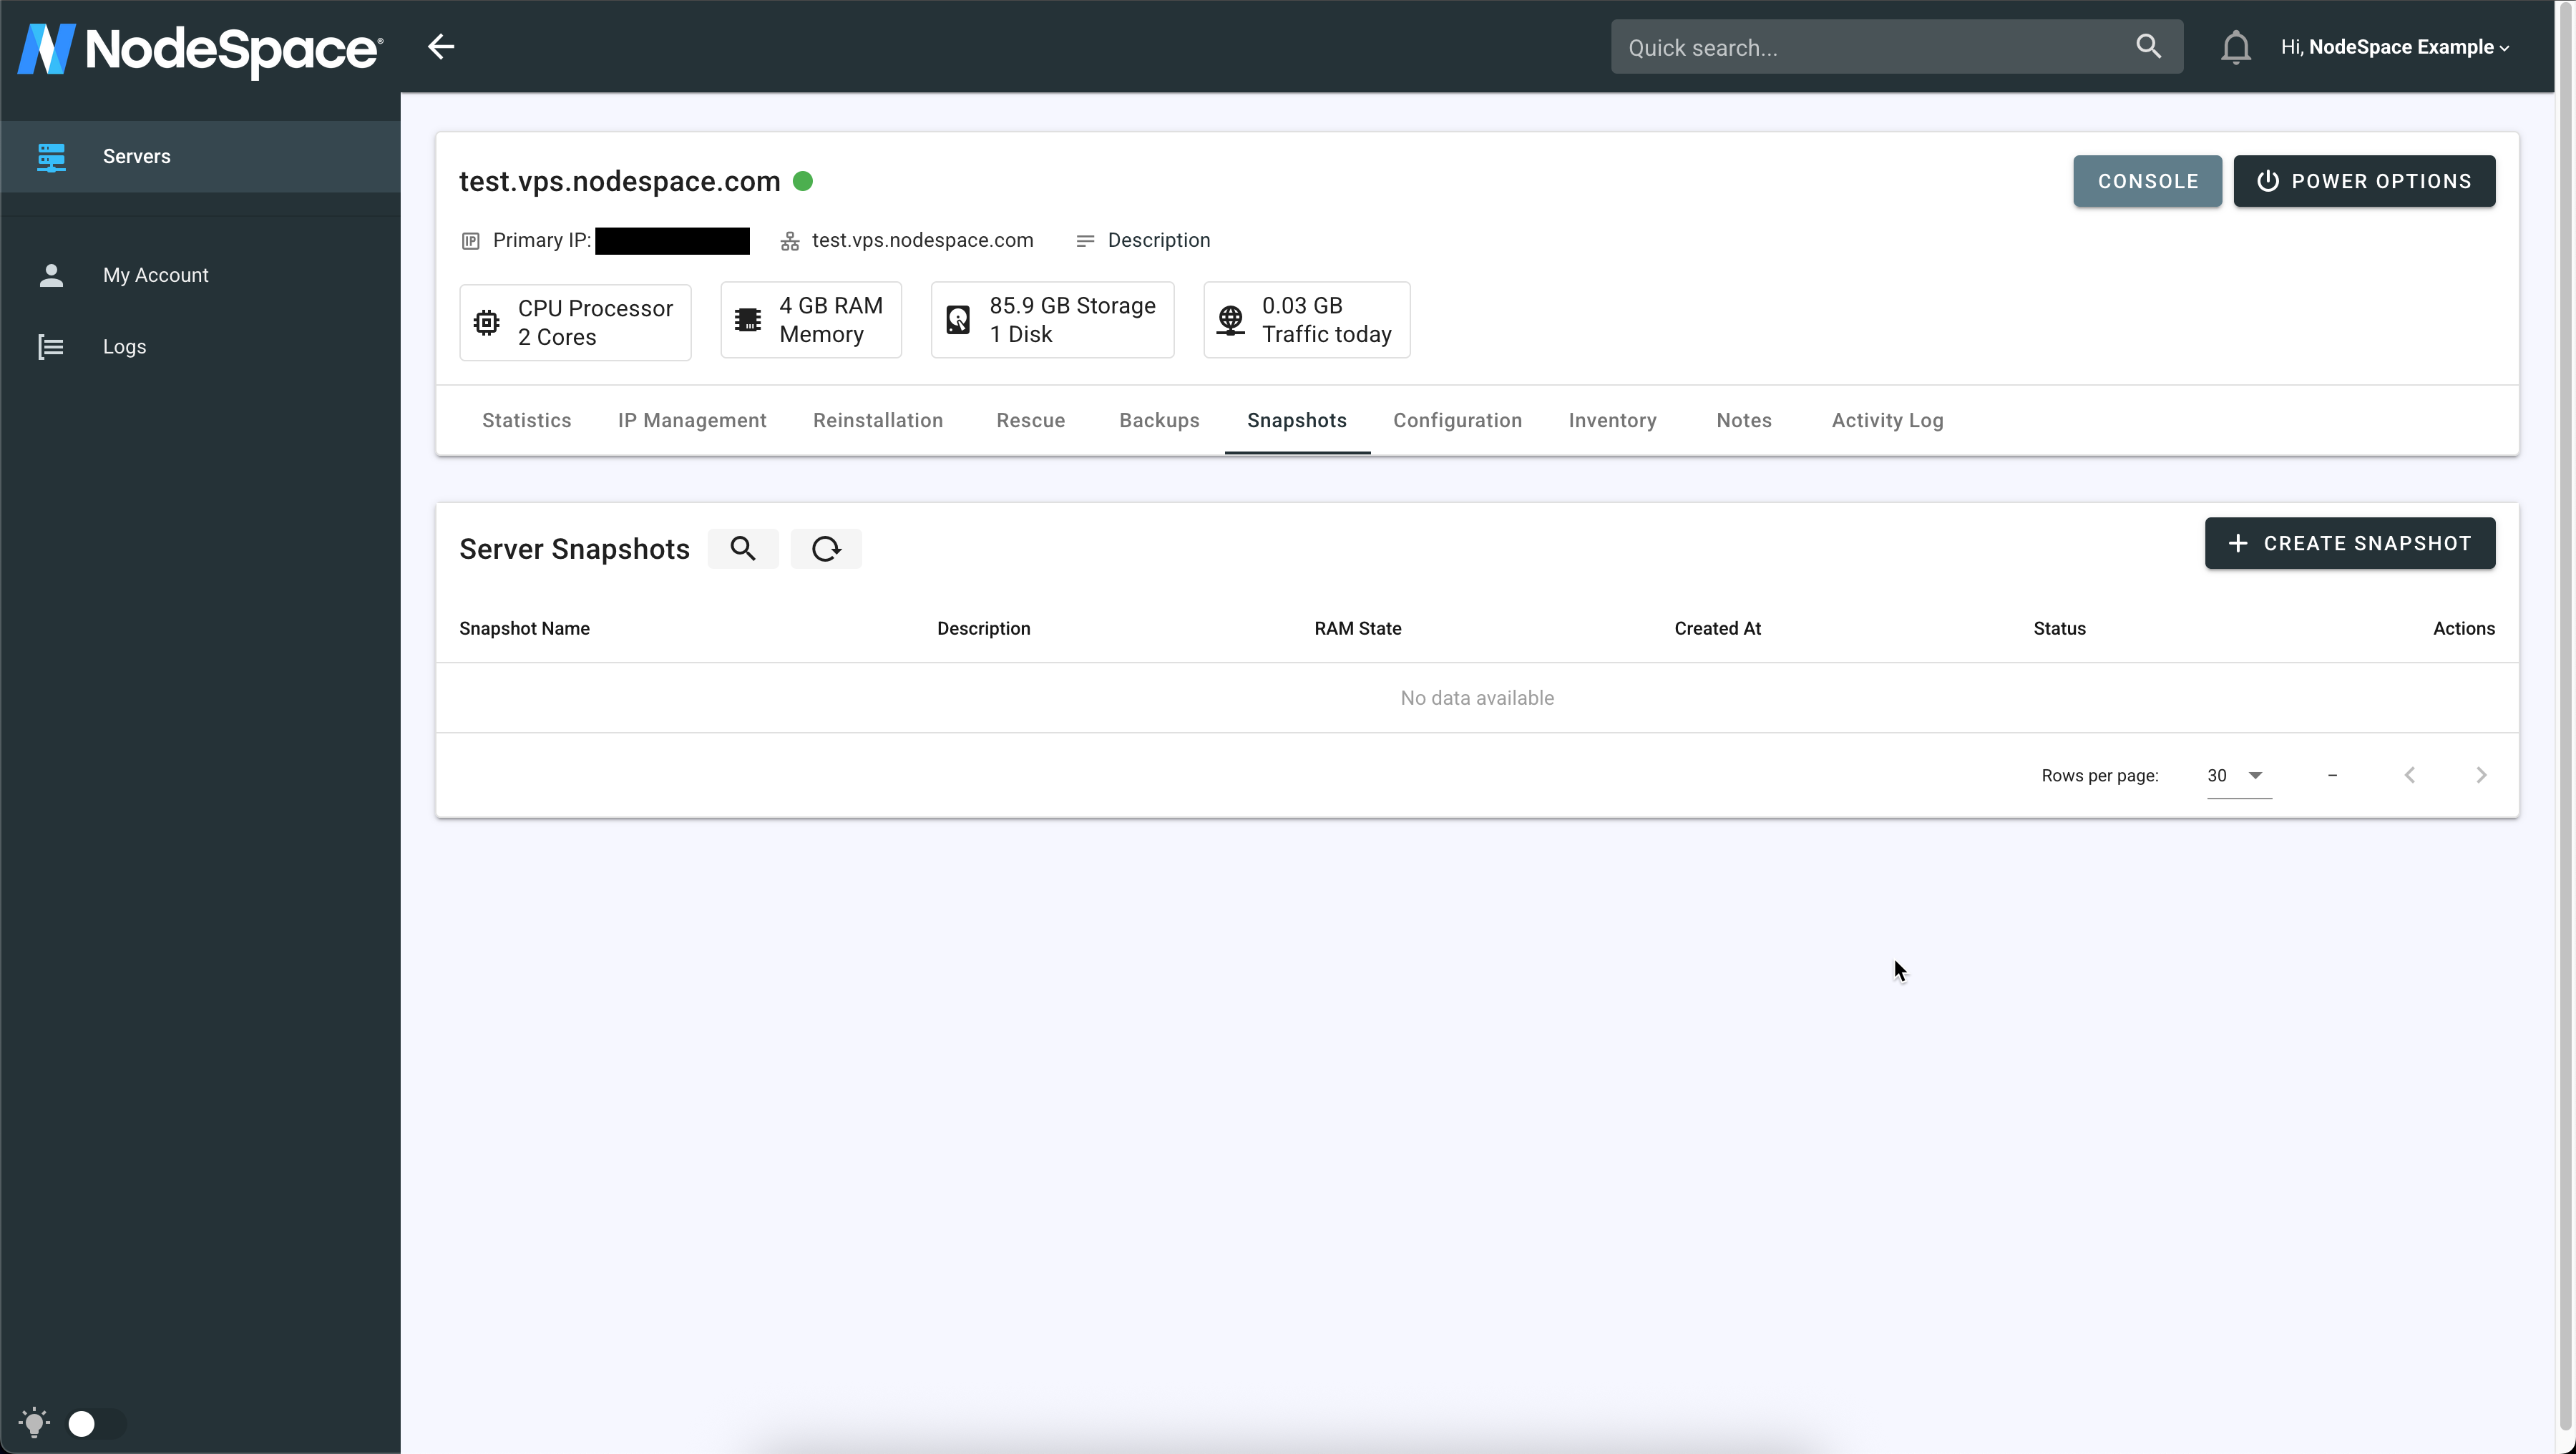 NodeSpace®
Quick search...
Hi, NodeSpace Example
Servers
My Account
Logs
test.vps.nodespace.com
CONSOLE
POWER OPTIONS
IP Primary IP:
test.vps.nodespace.com
Description
CPU Processor
2 Cores
4 GB RAM
Memory
85.9 GB Storage
1 Disk
0.03 GB
Traffic today
Statistics IP Management Reinstallation Rescue Backups Snapshots Configuration Inventory Notes Activity Log
Server Snapshots
CREATE SNAPSHOT
Snapshot Name Description RAM State Created At Status Actions
No data available
Rows per page: 30 –